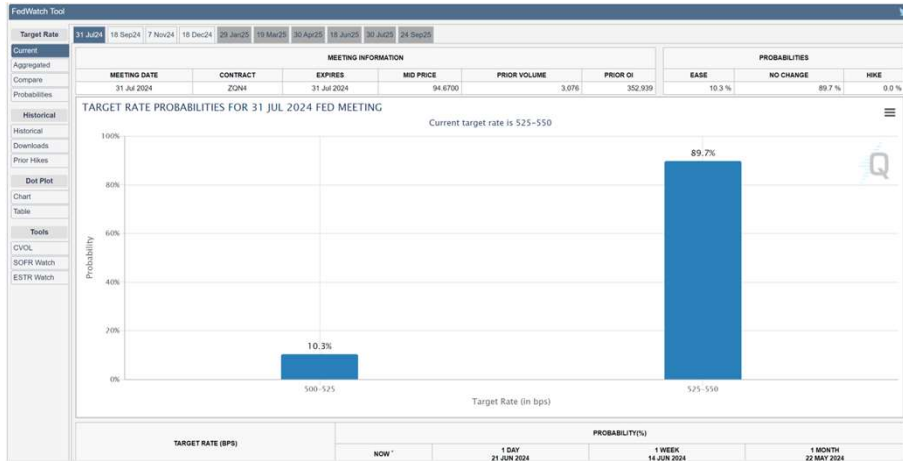 FedWatch Tool
Target Rate
Current
Aggregated
Compare
Probabilities
Historical
Historical
Downloads
Prior Hikes
Dot Plot
Chart
Table
Tools
CVOL
SOFR Watch
ESTR Watch
31 Jul24 18 Sep24 7 Nov24 18 Dec24 29 Jan25 19 Mar25 30 Apr25 18 Jun25 30 Jul25 24 Sep25
MEETING INFORMATION
MEETING DATE CONTRACT EXPIRES MID PRICE PRIOR VOLUME PRIOR OI
31 Jul 2024 ZQN4 31 Jul 2024 94.6700 3,076 352,939
PROBABILITIES
EASE NO CHANGE HIKE
10.3 % 89.7 % 0.0 %
TARGET RATE PROBABILITIES FOR 31 JUL 2024 FED MEETING
Current target rate is 525-550
100%
80%
60%
40%
20%
0%
Probability
10.3%
89.7%
Q
500-525 525-550
Target Rate (in bps)
TARGET RATE (BPS)
PROBABILITY(%)
NOW * 1 DAY 1 WEEK 1 MONTH
21 JUN 2024 14 JUN 2024 22 MAY 2024